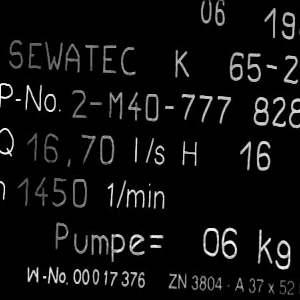 06 19
SEWATEC K 65-2
P-No. 2-M40-777 828
Q 16,70 l/s H 16
n 1450 1/min
Pumpe= 06 kg
W-No. 00017376 ZN 3804 - A 37 x 52